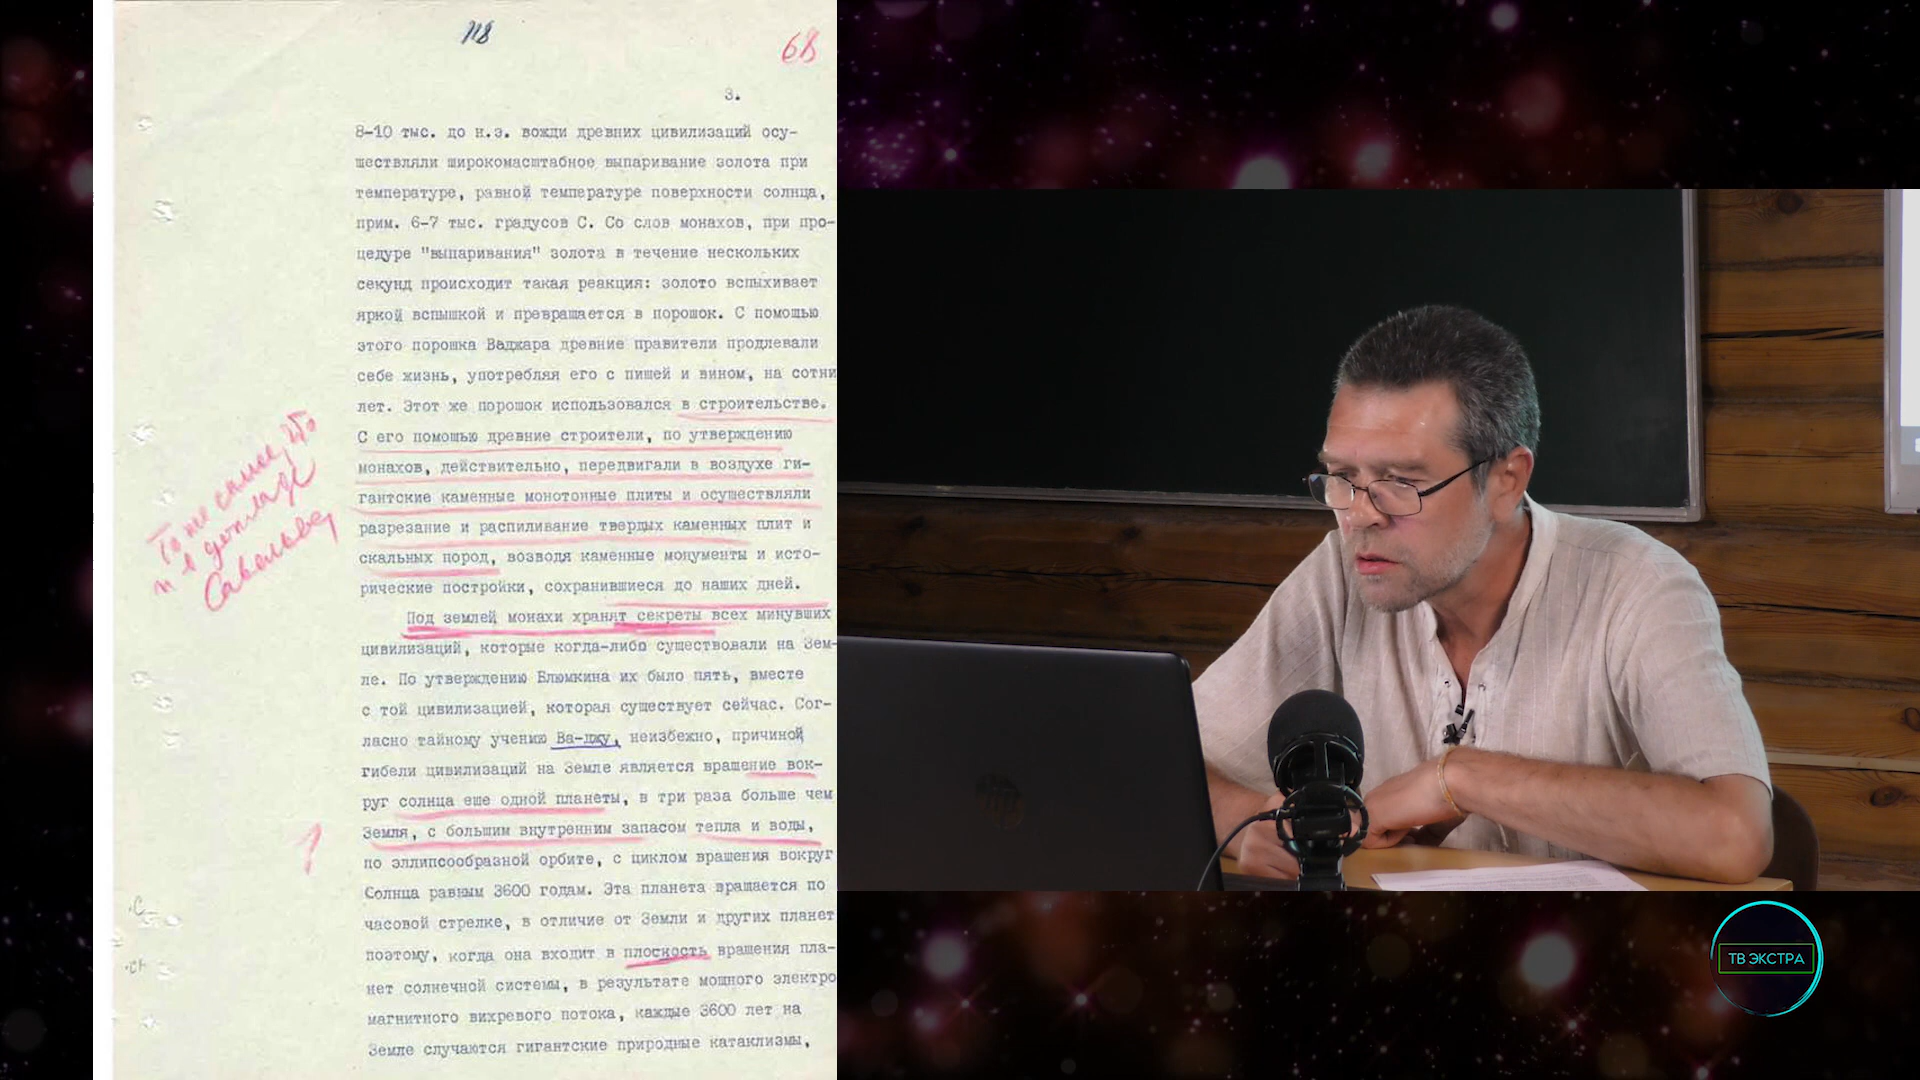 118
68
3.
8-10 тыс. до н.э. вожди древних цивилизаций осу-
ществляли широкомасштабное выпаривание золота при
температуре, равной температуре поверхности солнца,
прим. 6-7 тыс. градусов С. Со слов монахов, при про-
цедуре "выпаривания" золота в течение нескольких
секунд происходит такая реакция: золото вспыхивает
яркой вспышкой и превращается в порошок. С помощью
этого порошка Ваджара древние правители продлевали
себе жизнь, употребляя его с пищей и вином, на сотни
лет. Этот же порошок использовался в строительстве.
С его помощью древние строители, по утверждению
монахов, действительно, передвигали в воздухе ги-
гантские каменные монотонные плиты и осуществляли
разрезание и распиливание твердых каменных плит и
скальных пород, возводя каменные монументы и исто-
рические постройки, сохранившиеся до наших дней.
Под землей монахи хранят секреты всех минувших
цивилизаций, которые когда-либо существовали на Зем-
ле. По утверждению Блюмкина их было пять, вместе
с той цивилизацией, которая существует сейчас. Сог-
ласно тайному учению Ва-джу, неизбежно, причиной
гибели цивилизаций на Земле является вращение вок-
руг солнца еще одной планеты, в три раза больше чем
Земля, с большим внутренним запасом тепла и воды,
по эллипсообразной орбите, с циклом вращения вокруг
Солнца равным 3600 годам. Эта планета вращается по
часовой стрелке, в отличие от Земли и других планет
поэтому, когда она входит в плоскость вращения пла-
нет солнечной системы, в результате мощного электро
магнитного вихревого потока, каждые 3600 лет на
Земле случаются гигантские природные катаклизмы,
То же самое, что
и в докладе
Савельева
ТВ ЭКСТРА